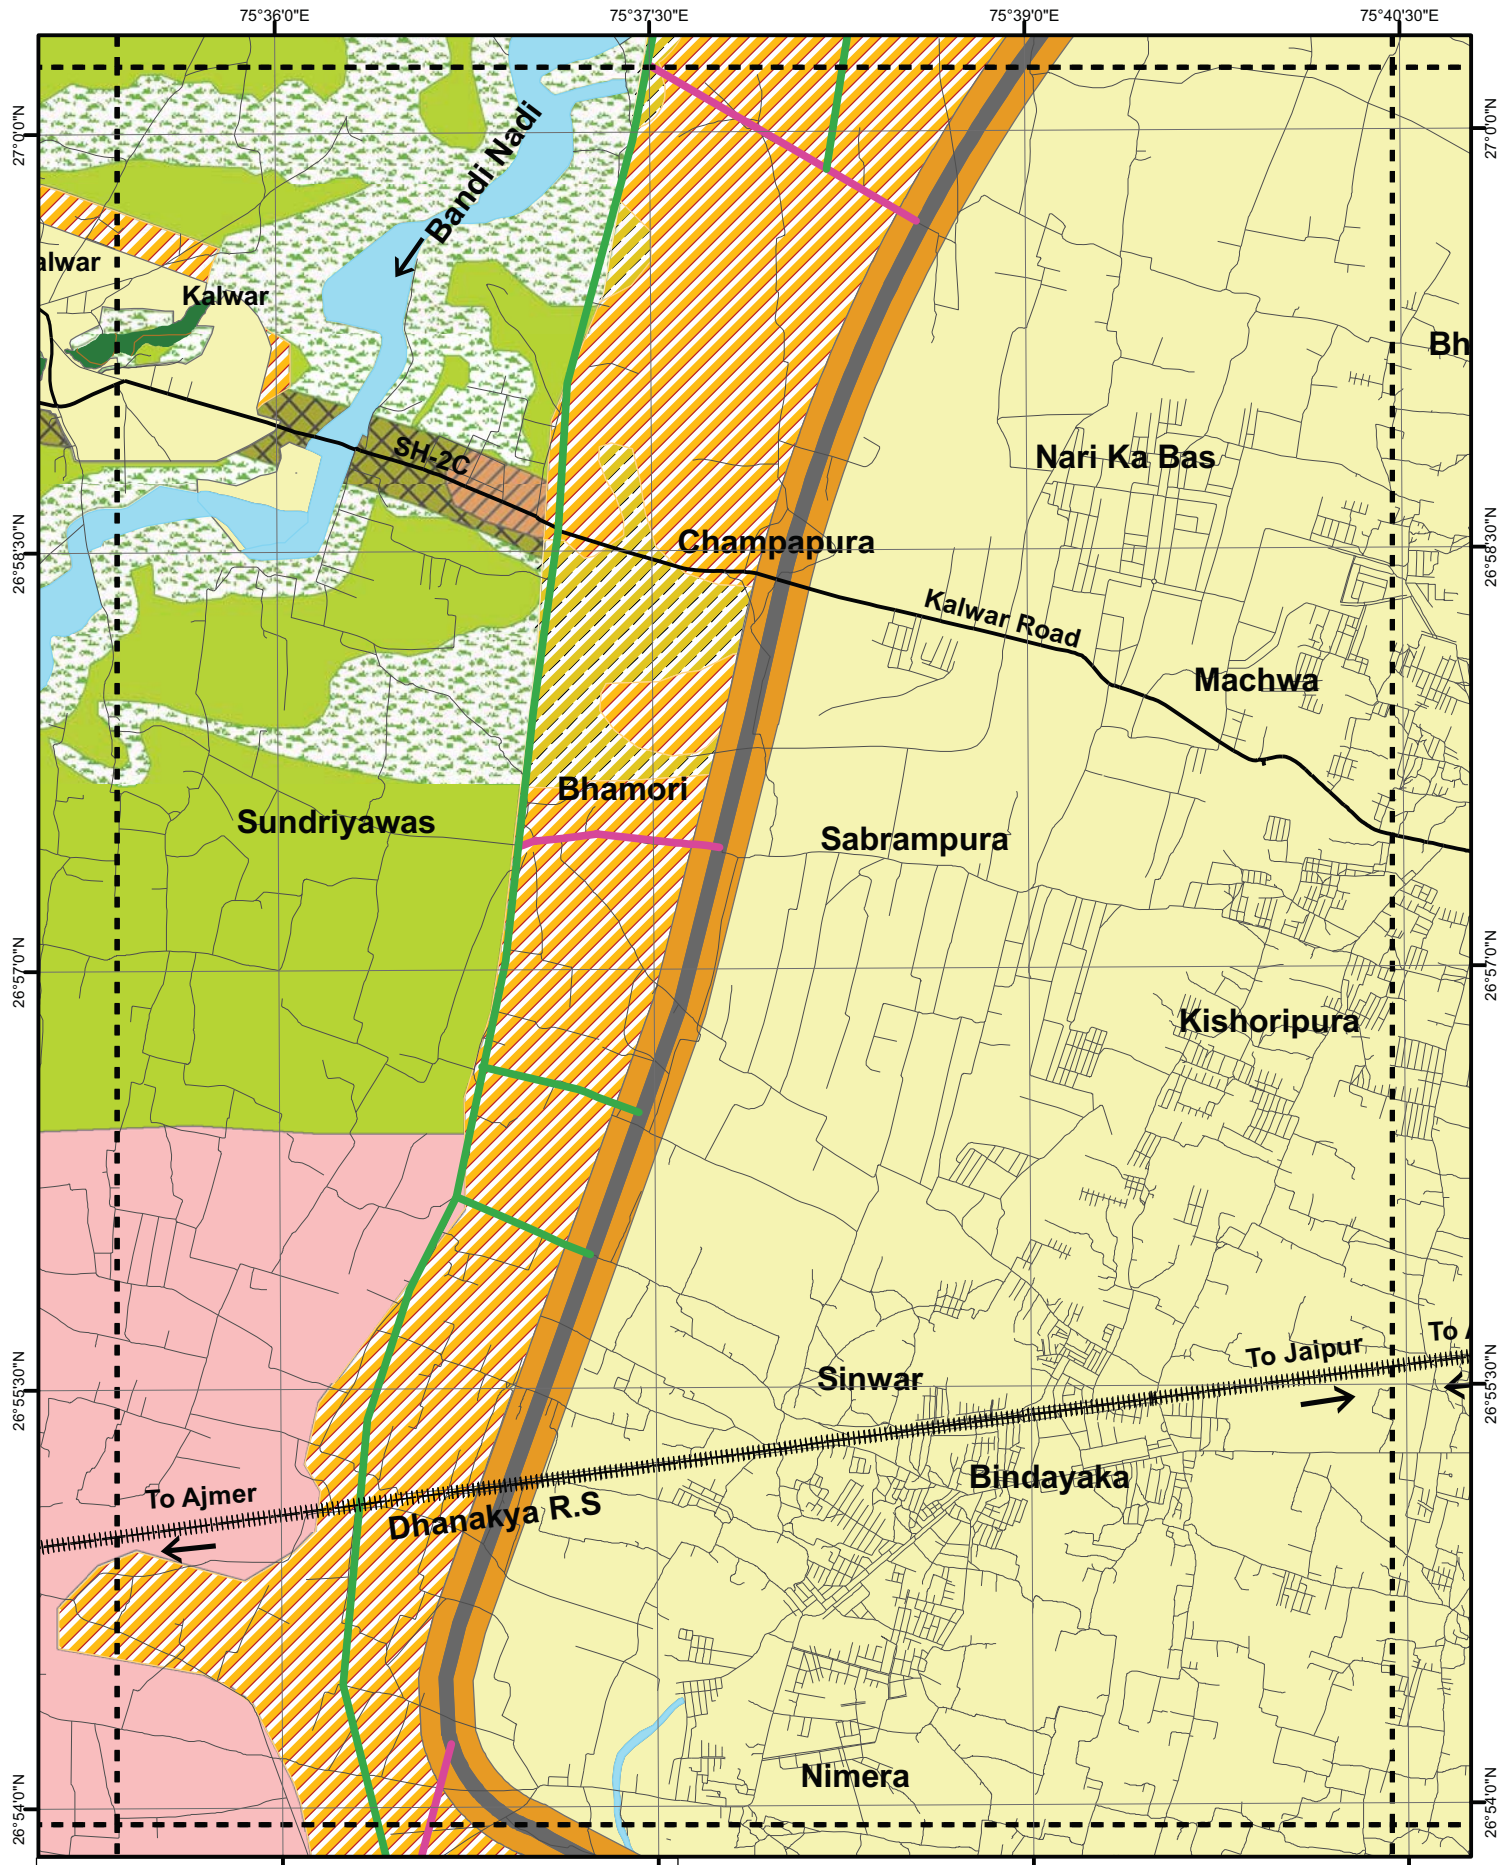 75°36'0"E
75°37'30"E
75°39'0"E
75°40'30"E
27°0'0"N
27°0'0"N
Bandi Nadi
alwar
Kalwar
Bh
SH-2C
Nari Ka Bas
26°58'30"N
Champapura
26°58'30"N
Kalwar Road
Machwa
Bhamori
Sundriyawas
Sabrampura
26°57'0"N
26°57'0"N
Kishoripura
To A
To Jaipur
26°55'30"N
Sinwar
26°55'30"N
Bindayaka
To Ajmer
Dhanakya R.S
Nimera
26°54'0"N
26°54'0"N